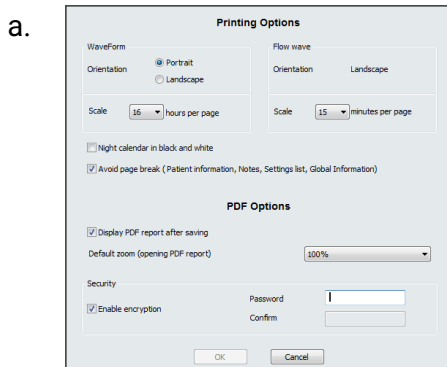 a.
Printing Options
WaveForm
Flow wave
Orientation
Portrait
Landscape
Orientation
Landscape
Scale
16
hours per page
Scale
15
minutes per page
Night calendar in black and white
Avoid page break ( Patient information, Notes, Settings list, Global Information)
PDF Options
Display PDF report after saving
Default zoom (opening PDF report)
100%
Security
Enable encryption
Password
Confirm
OK
Cancel